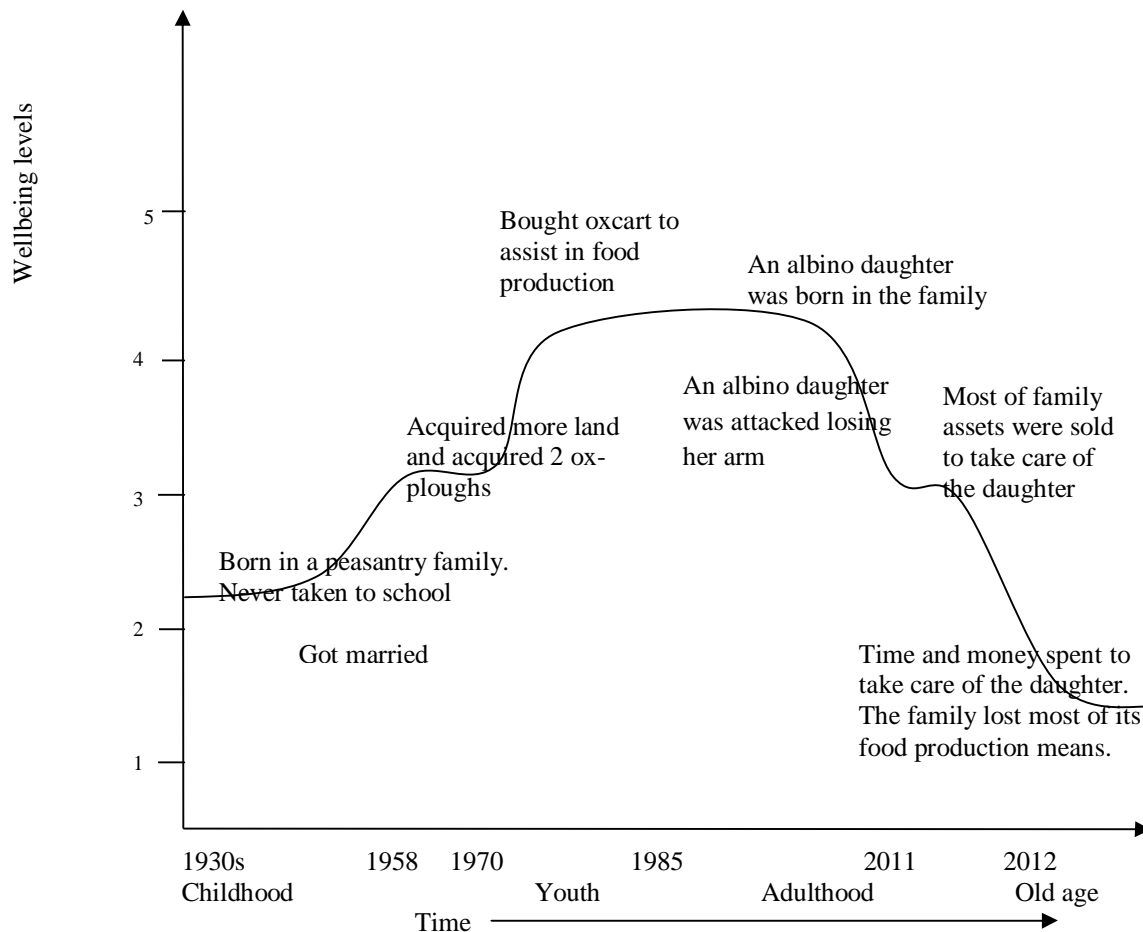 Wellbeing levels
5
4
3
2
1
Bought oxcart to
assist in food
production
An albino daughter
was born in the family
An albino daughter
was attacked losing
her arm
Most of family
assets were sold
to take care of
the daughter
Acquired more land
and acquired 2 ox-
ploughs
Born in a peasantry family.
Never taken to school
Got married
Time and money spent to
take care of the daughter.
The family lost most of its
food production means.
1930s 1958 1970 1985 2011 2012
Childhood Youth Adulthood Old age
Time